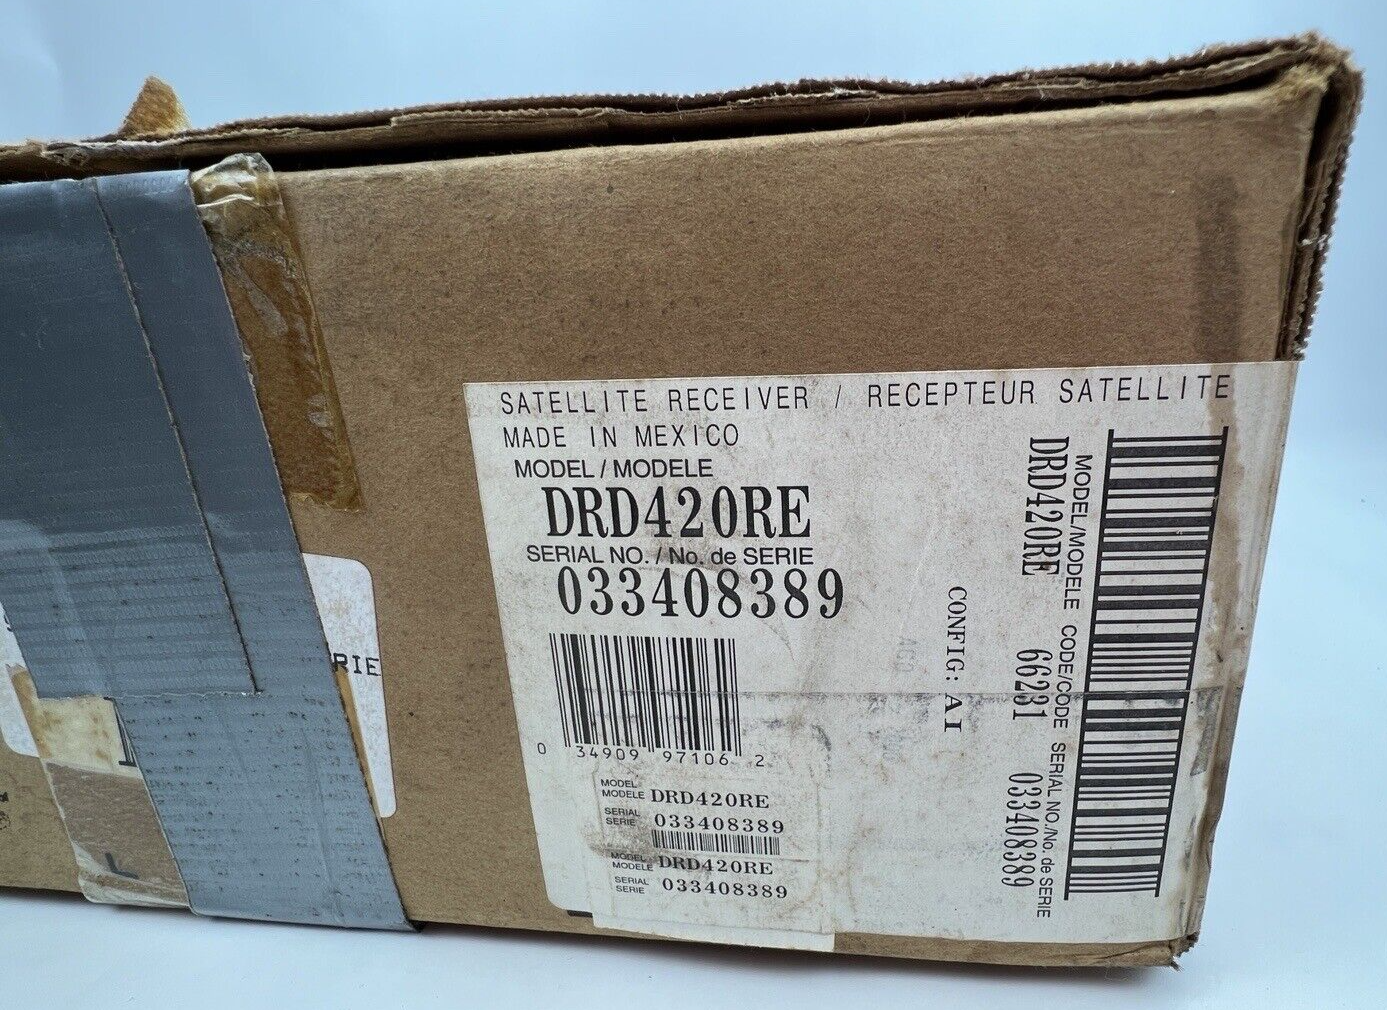 SATELLITE RECEIVER / RECEPTEUR SATELLITE
MADE IN MEXICO
MODEL / MODELE
DRD420RE
SERIAL NO. / No. de SERIE
033408389
0 34909 97106 2
MODEL
MODELE DRD420RE
SERIAL
SERIE 033408389
MODEL
MODELE DRD420RE
SERIAL
SERIE 033408389
CONFIG: AI
MODEL/MODELE CODE/CODE SERIAL NO./No. de SERIE
DRD420RE 66231 033408389
RIE